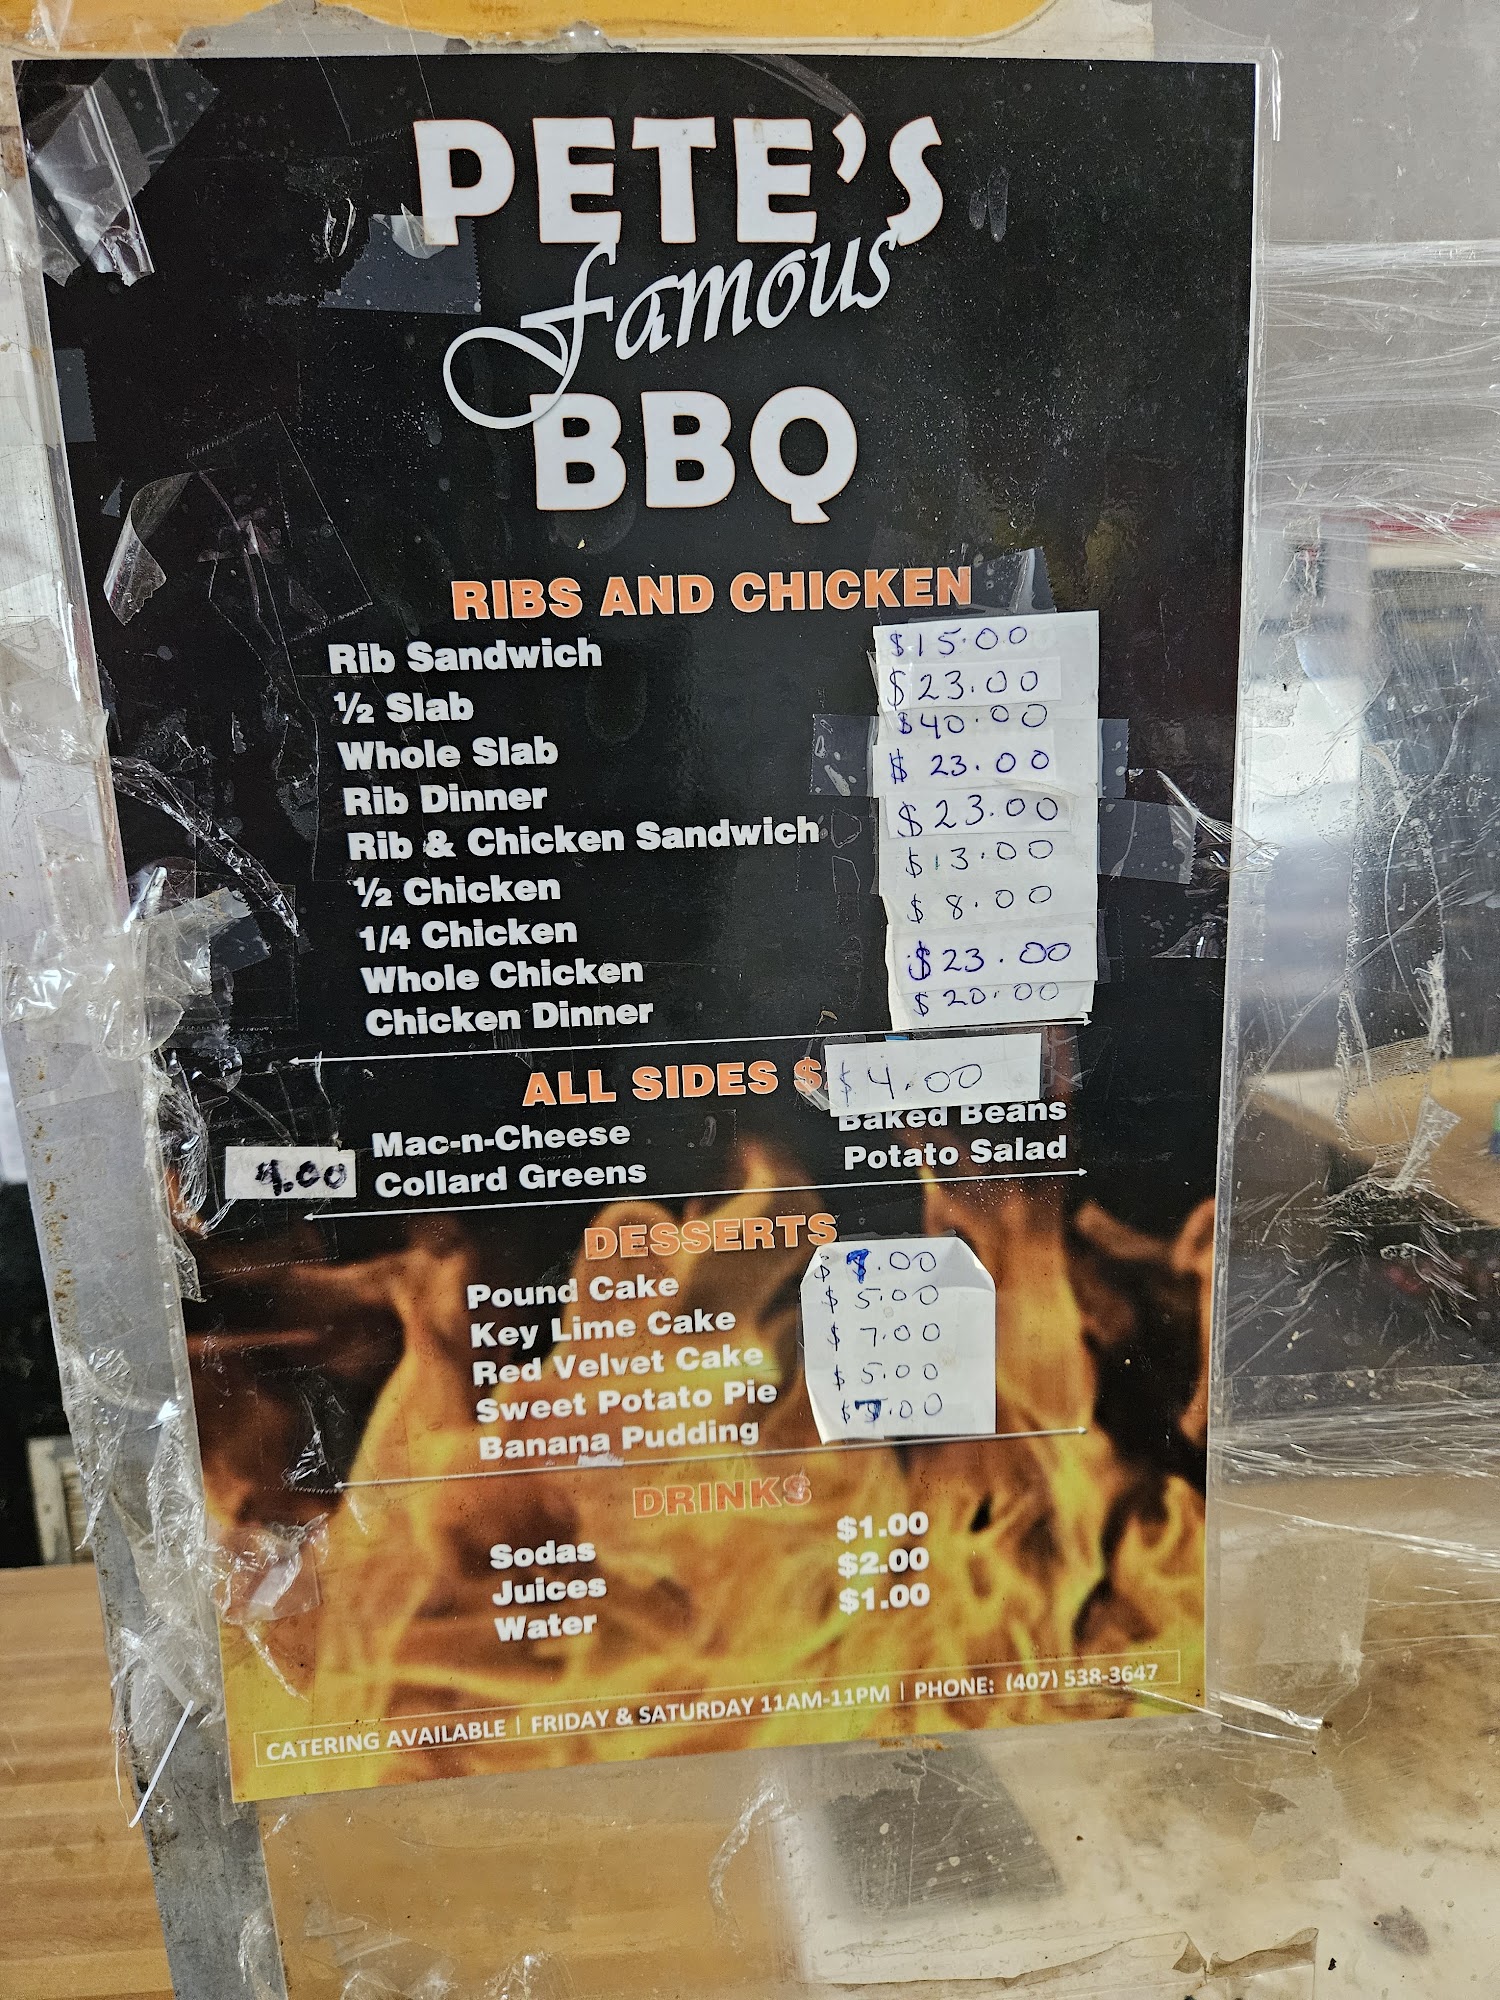 PETE'S
Famous
BBQ
RIBS AND CHICKEN
Rib Sandwich $15.00
½ Slab $23.00
Whole Slab $40.00
Rib Dinner $23.00
Rib & Chicken Sandwich $23.00
½ Chicken $13.00
1/4 Chicken $8.00
Whole Chicken $23.00
Chicken Dinner $20.00
ALL SIDES $ $4.00
Mac-n-Cheese Baked Beans
4.00 Collard Greens Potato Salad
DESSERTS
Pound Cake $7.00
Key Lime Cake $5.00
Red Velvet Cake $7.00
Sweet Potato Pie $5.00
Banana Pudding $7.00
DRINKS
Sodas $1.00
Juices $2.00
Water $1.00
CATERING AVAILABLE | FRIDAY & SATURDAY 11AM-11PM | PHONE: (407) 538-3647